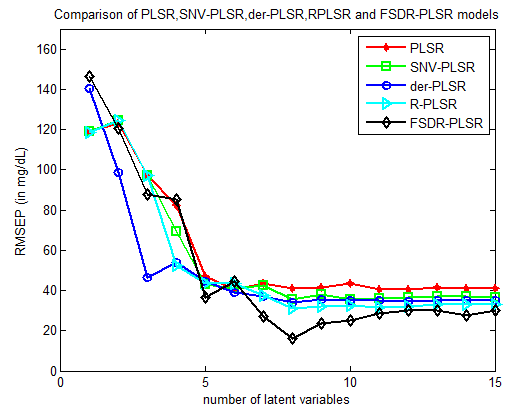 Comparison of PLSR,SNV-PLSR,der-PLSR,RPLSR and FSDR-PLSR models
PLSR
SNV-PLSR
der-PLSR
R-PLSR
FSDR-PLSR
RMSEP (in mg/dL)
160
140
120
100
80
60
40
20
0
0
5
10
15
number of latent variables